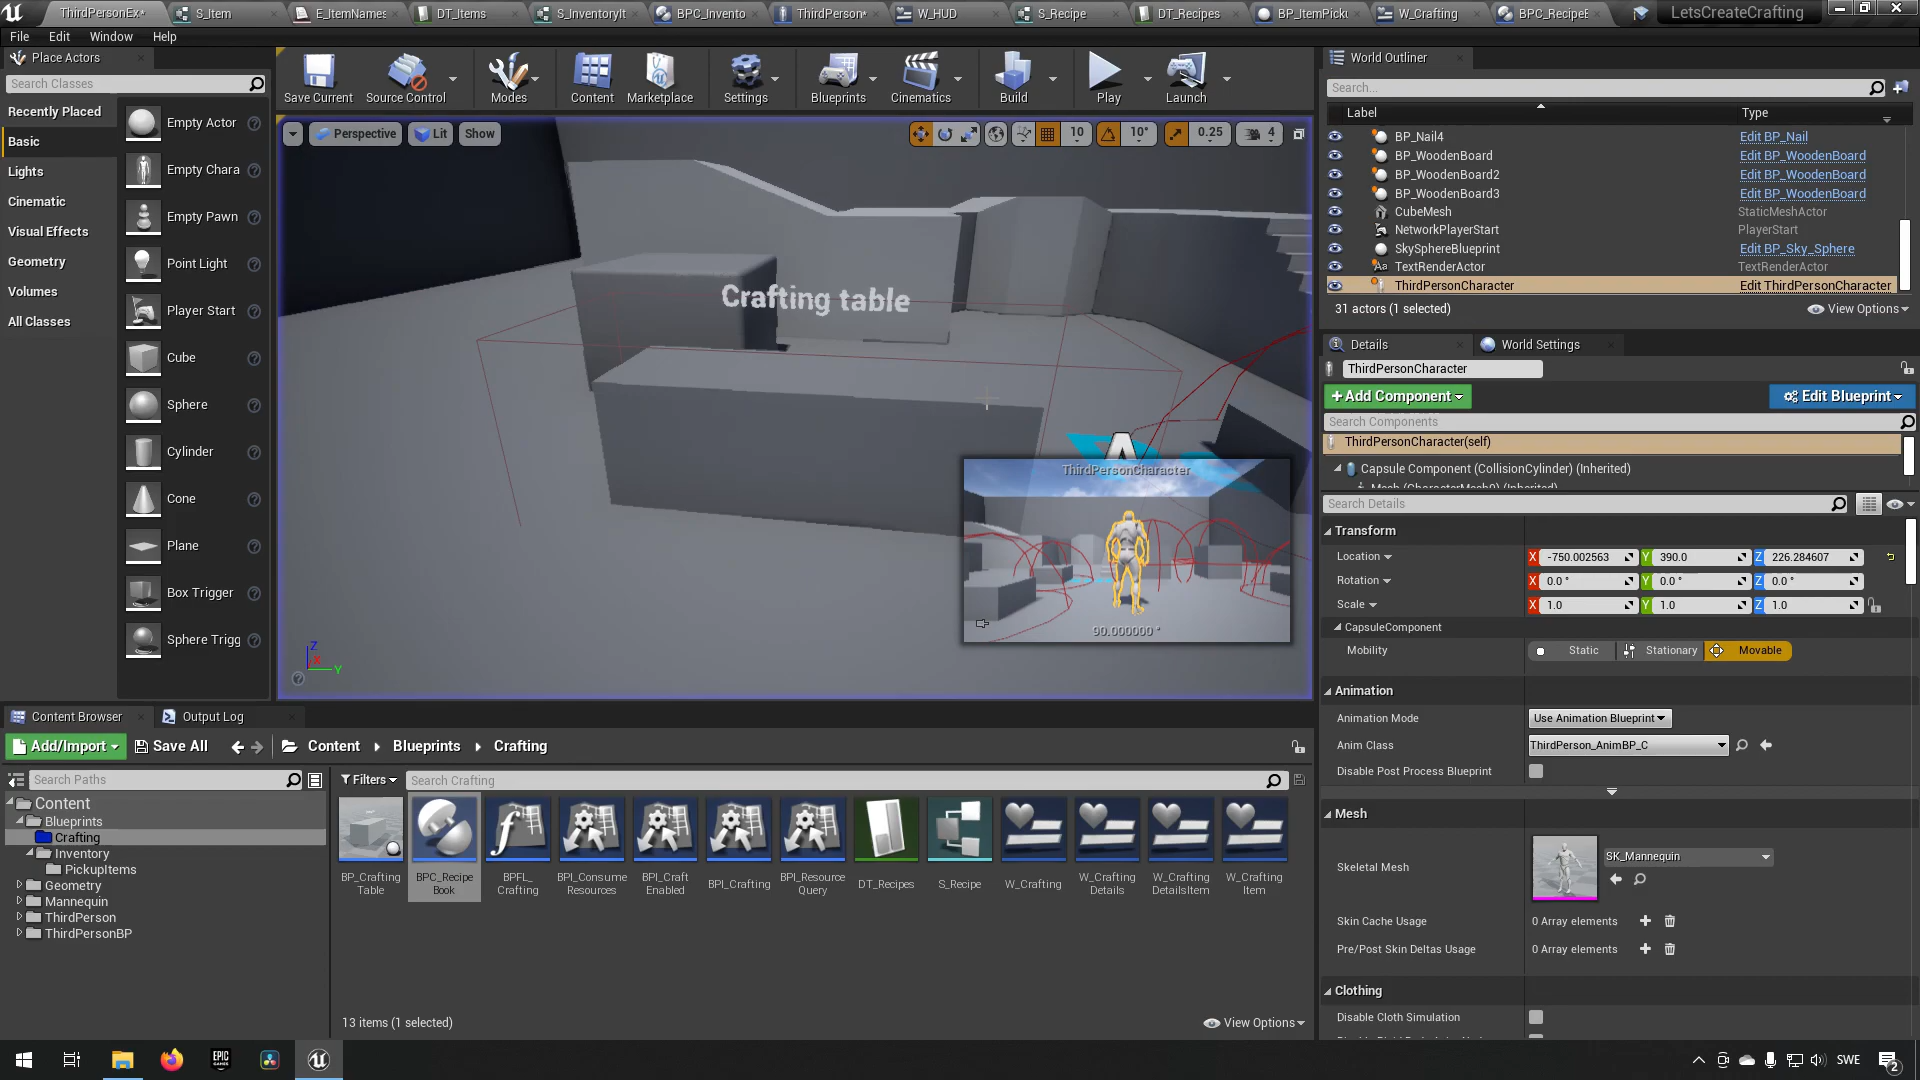 ThirdPersonEx*
S_Item
E_ItemNames
DT_Items
S_InventoryIt
BPC_Invento
ThirdPerson*
W_HUD
S_Recipe
DT_Recipes
BP_ItemPicku
W_Crafting
BPC_RecipeB
LetsCreateCrafting
File Edit Window Help
Place Actors
Search Classes
Recently Placed
Basic
Lights
Cinematic
Visual Effects
Geometry
Volumes
All Classes
Empty Actor
Empty Chara
Empty Pawn
Point Light
Player Start
Cube
Sphere
Cylinder
Cone
Plane
Box Trigger
Sphere Trigg
Save Current
Source Control
Modes
Content
Marketplace
Settings
Blueprints
Cinematics
Build
Play
Launch
Perspective Lit Show
10 10° 0.25 4
Crafting table
ThirdPersonCharacter
90.000000 °
Z
X
Y
World Outliner
Search...
Label Type
BP_Nail4 Edit BP_Nail
BP_WoodenBoard Edit BP_WoodenBoard
BP_WoodenBoard2 Edit BP_WoodenBoard
BP_WoodenBoard3 Edit BP_WoodenBoard
CubeMesh StaticMeshActor
NetworkPlayerStart PlayerStart
SkySphereBlueprint Edit BP_Sky_Sphere
TextRenderActor TextRenderActor
ThirdPersonCharacter Edit ThirdPersonCharacter
31 actors (1 selected) View Options
Details World Settings
ThirdPersonCharacter
+Add Component Edit Blueprint
Search Components
ThirdPersonCharacter(self)
Capsule Component (CollisionCylinder) (Inherited)
Mesh (CharacterMesh0) (Inherited)
Search Details
Transform
Location X -750.002563 Y 390.0 Z 226.284607
Rotation X 0.0 ° Y 0.0 ° Z 0.0 °
Scale X 1.0 Y 1.0 Z 1.0
CapsuleComponent
Mobility Static Stationary Movable
Animation
Animation Mode Use Animation Blueprint
Anim Class ThirdPerson_AnimBP_C
Disable Post Process Blueprint
Mesh
Skeletal Mesh SK_Mannequin
Skin Cache Usage 0 Array elements
Pre/Post Skin Deltas Usage 0 Array elements
Clothing
Disable Cloth Simulation
Content Browser Output Log
Add/Import Save All Content Blueprints Crafting
Search Paths
Filters Search Crafting
Content
Blueprints
Crafting
Inventory
PickupItems
Geometry
Mannequin
ThirdPerson
ThirdPersonBP
BP_Crafting
Table
BPC_Recipe
Book
BPFL_
Crafting
BPI_Consume
Resources
BPI_Craft
Enabled
BPI_Crafting
BPI_Resource
Query
DT_Recipes
S_Recipe
W_Crafting
W_Crafting
Details
W_Crafting
DetailsItem
W_Crafting
Item
13 items (1 selected) View Options
EPIC
GAMES
SWE
2